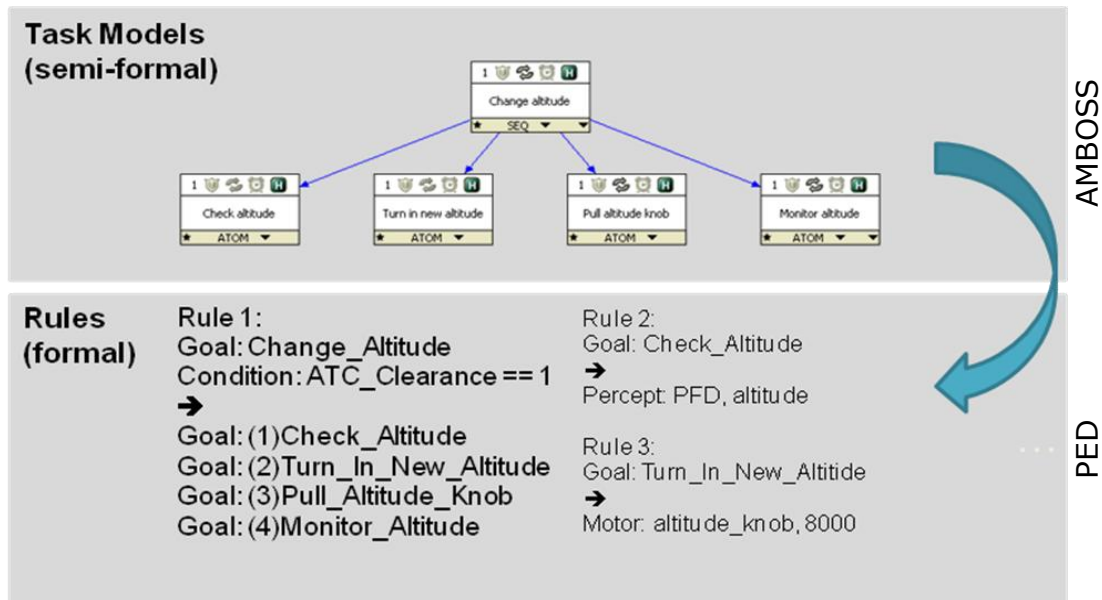 Task Models
(semi-formal)
1 H
Change altitude
SEQ
1 H
Check altitude
ATOM
1 H
Turn in new altitude
ATOM
1 H
Pull altitude knob
ATOM
1 H
Monitor altitude
ATOM
AMBOSS
Rules
(formal)
Rule 1:
Goal: Change_Altitude
Condition: ATC_Clearance == 1
➔
Goal: (1)Check_Altitude
Goal: (2)Turn_In_New_Altitude
Goal: (3)Pull_Altitude_Knob
Goal: (4)Monitor_Altitude
Rule 2:
Goal: Check_Altitude
➔
Percept: PFD, altitude
Rule 3:
Goal: Turn_In_New_Altitide
➔
Motor: altitude_knob, 8000
...
PED